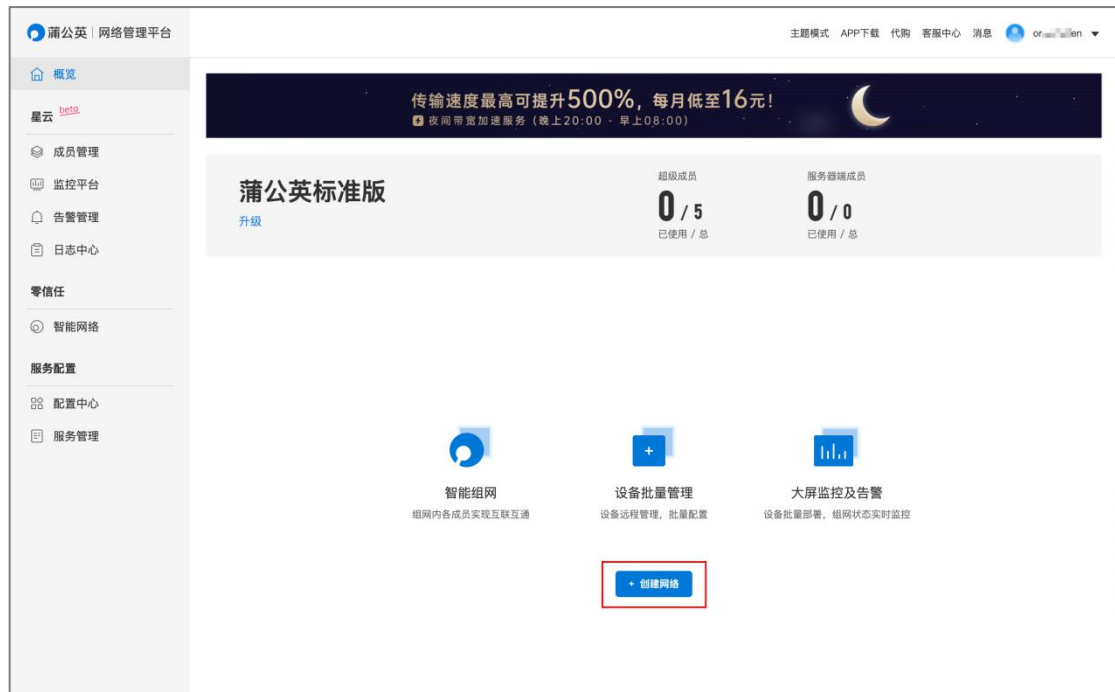 蒲公英 | 网络管理平台
主题模式 APP下载 代购 客服中心 消息
概览
星云 beta
成员管理
监控平台
告警管理
日志中心
零信任
智能网络
服务配置
配置中心
服务管理
传输速度最高可提升500%，每月低至16元!
夜间带宽加速服务 (晚上20:00 - 早上08:00)
蒲公英标准版
升级
超级成员
0 / 5
已使用 / 总
服务器端成员
0 / 0
已使用 / 总
智能组网
组网内各成员实现互联互通
设备批量管理
设备远程管理，批量配置
大屏监控及告警
设备批量部署，组网状态实时监控
+ 创建网络